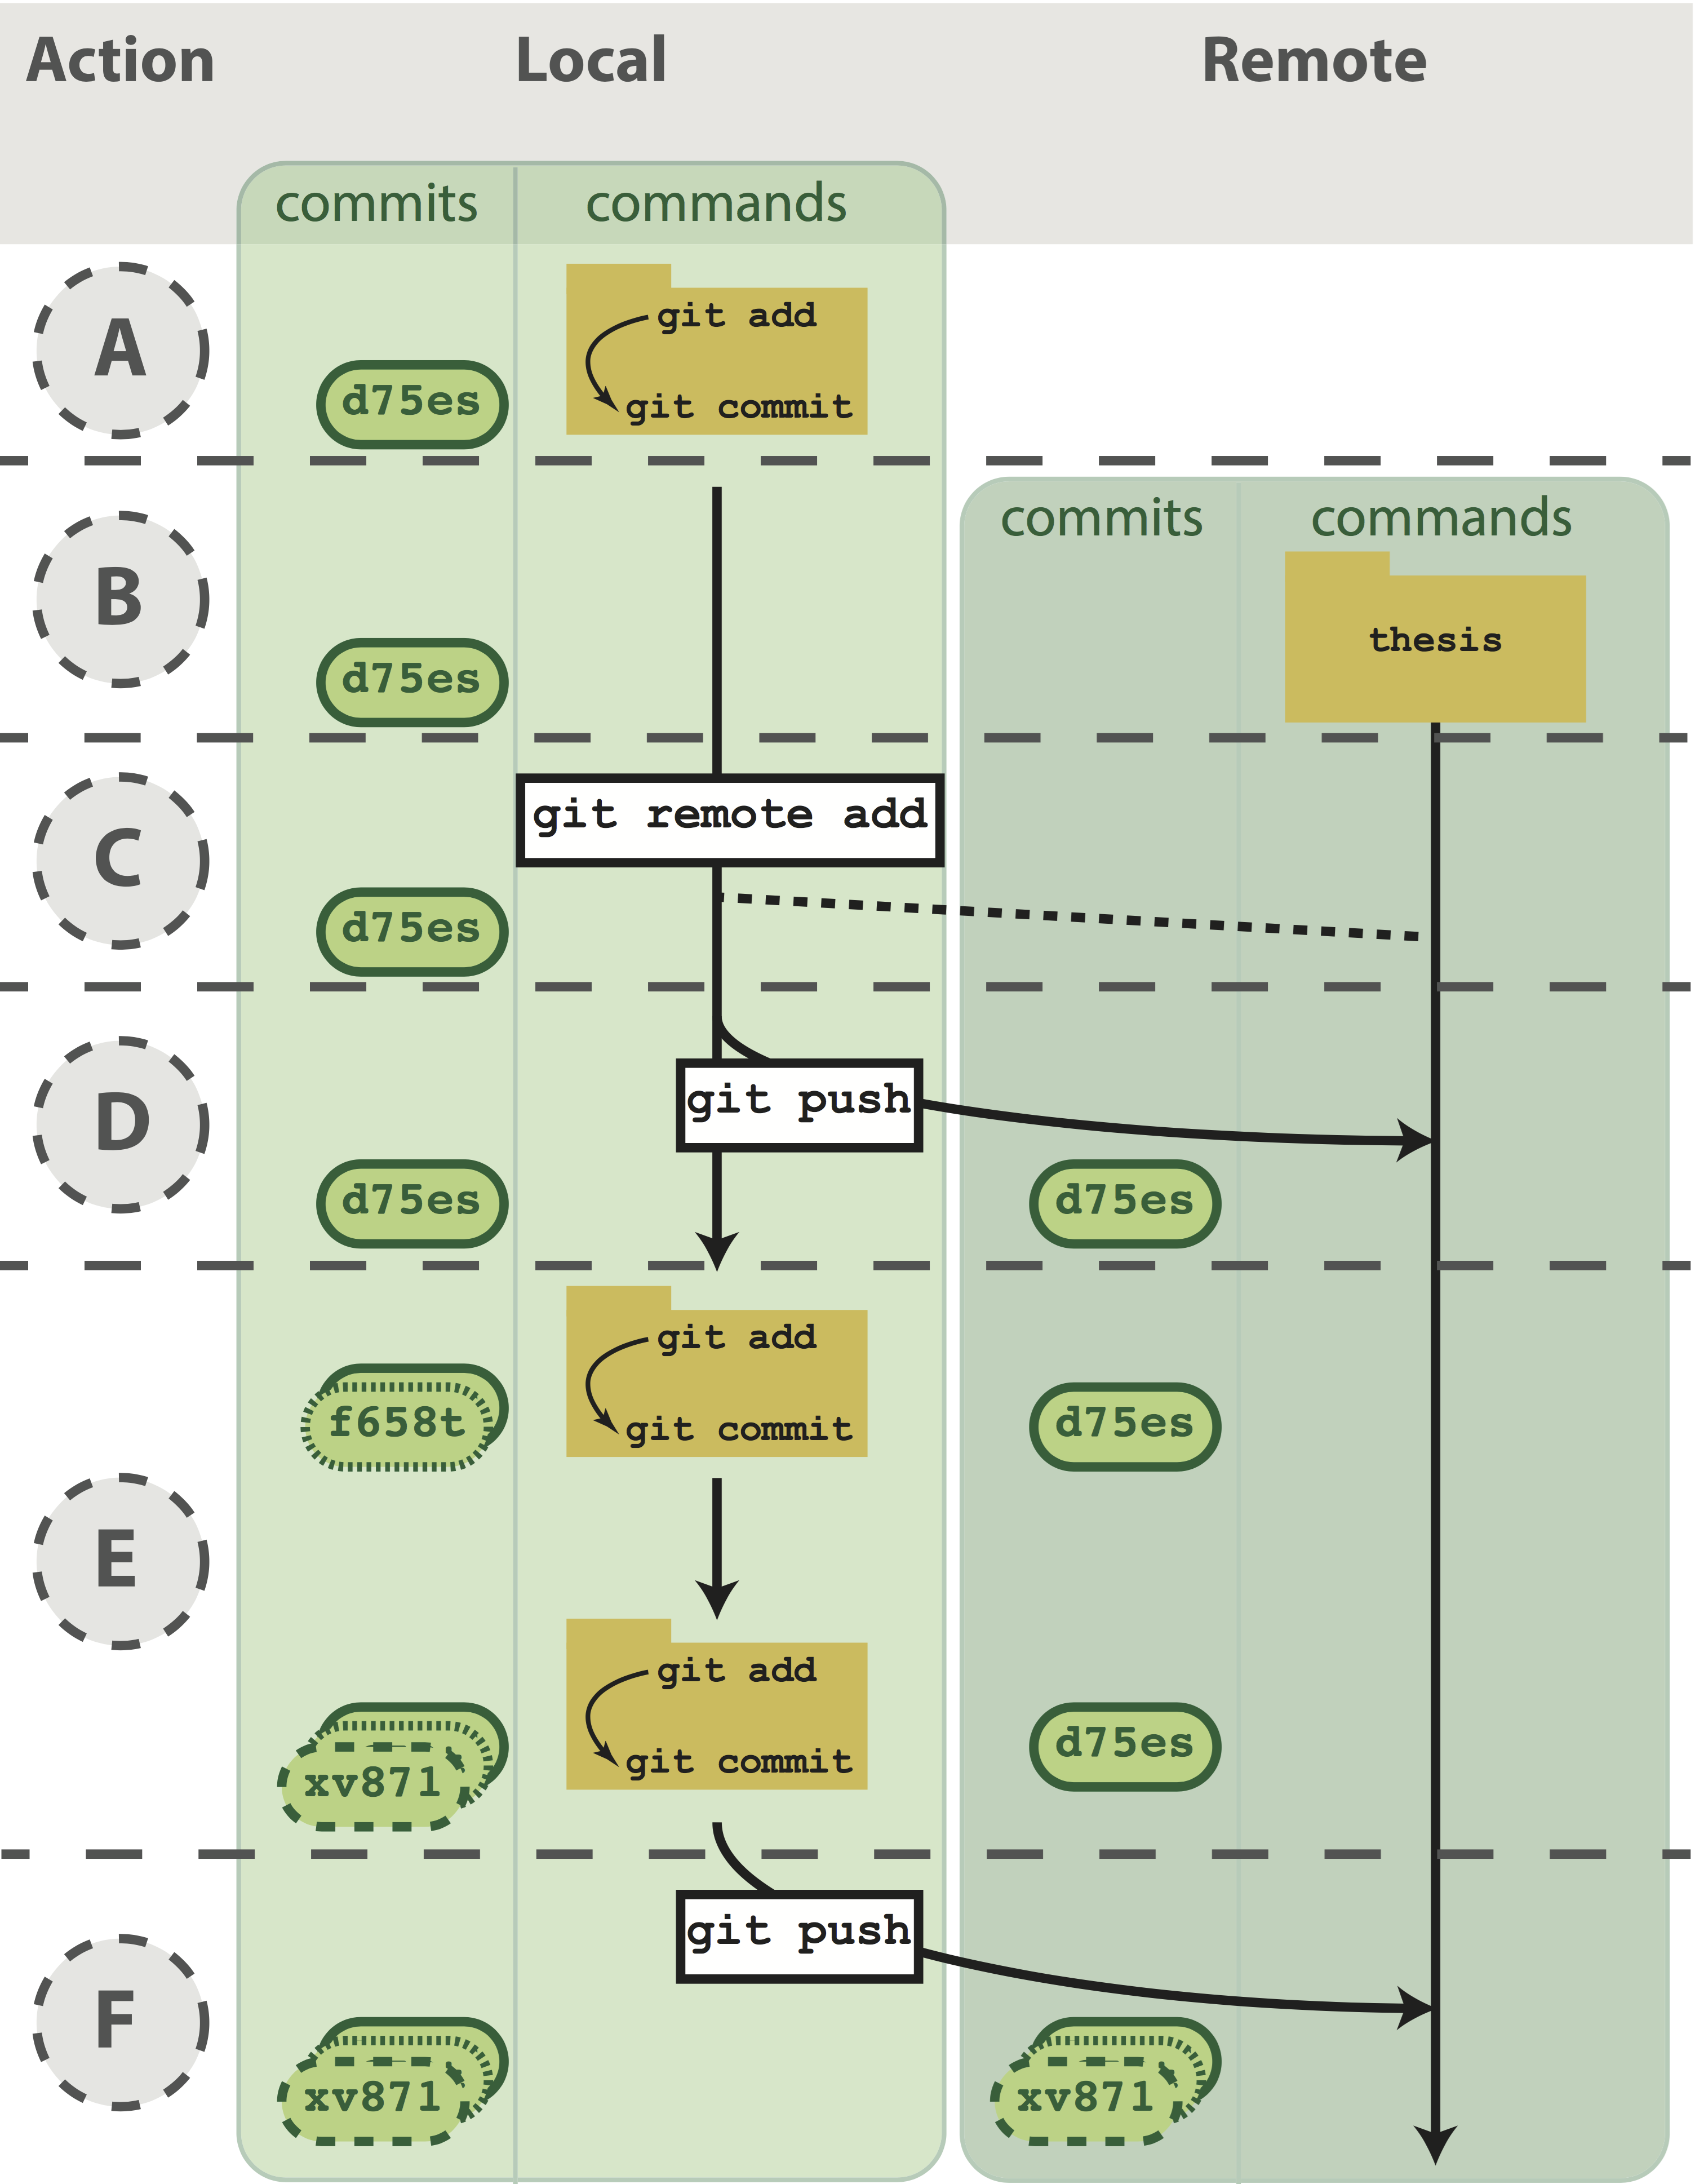 Action Local Remote
commits commands
A
git add
d75es
git commit
commits commands
B
thesis
d75es
git remote add
C
d75es
git push
D
d75es d75es
git add
f658t git commit d75es
E
git add
xv871 git commit d75es
git push
F
xv871 xv871